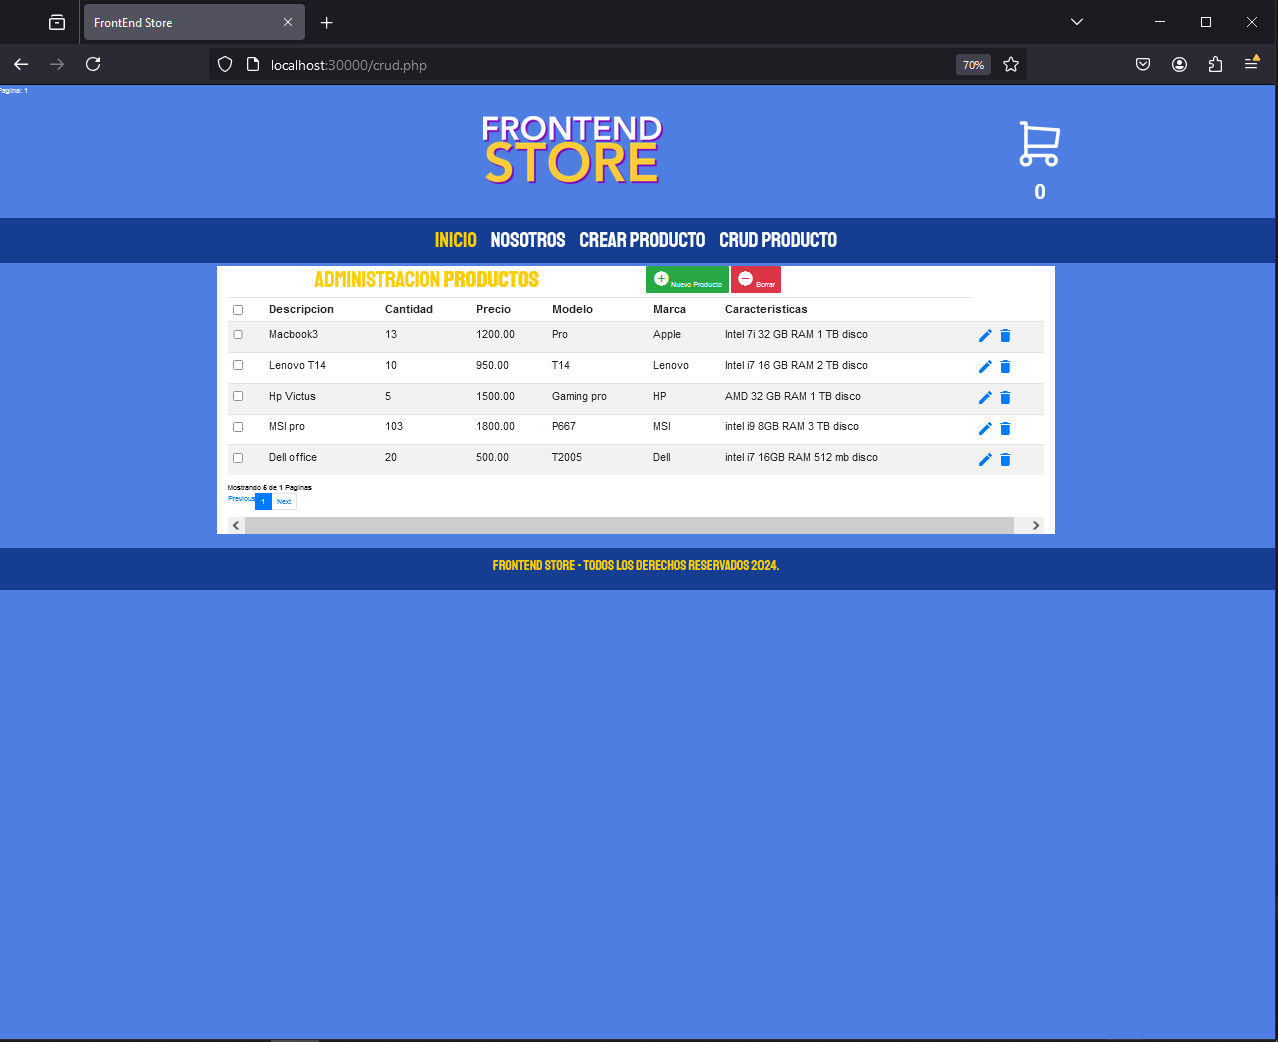 FrontEnd Store
localhost:30000/crud.php
70%
Pagina: 1
FRONTEND
STORE
0
INICIO NOSOTROS CREAR PRODUCTO CRUD PRODUCTO
ADMINISTRACION PRODUCTOS Nuevo Producto Borrar
Descripcion Cantidad Precio Modelo Marca Caracteristicas
Macbook3 13 1200.00 Pro Apple Intel 7i 32 GB RAM 1 TB disco
Lenovo T14 10 950.00 T14 Lenovo Intel i7 16 GB RAM 2 TB disco
Hp Victus 5 1500.00 Gaming pro HP AMD 32 GB RAM 1 TB disco
MSI pro 103 1800.00 P667 MSI intel i9 8GB RAM 3 TB disco
Dell office 20 500.00 T2005 Dell intel i7 16GB RAM 512 mb disco
Mostrando 5 de 1 Paginas
Previous 1 Next
FRONTEND STORE - TODOS LOS DERECHOS RESERVADOS 2024.